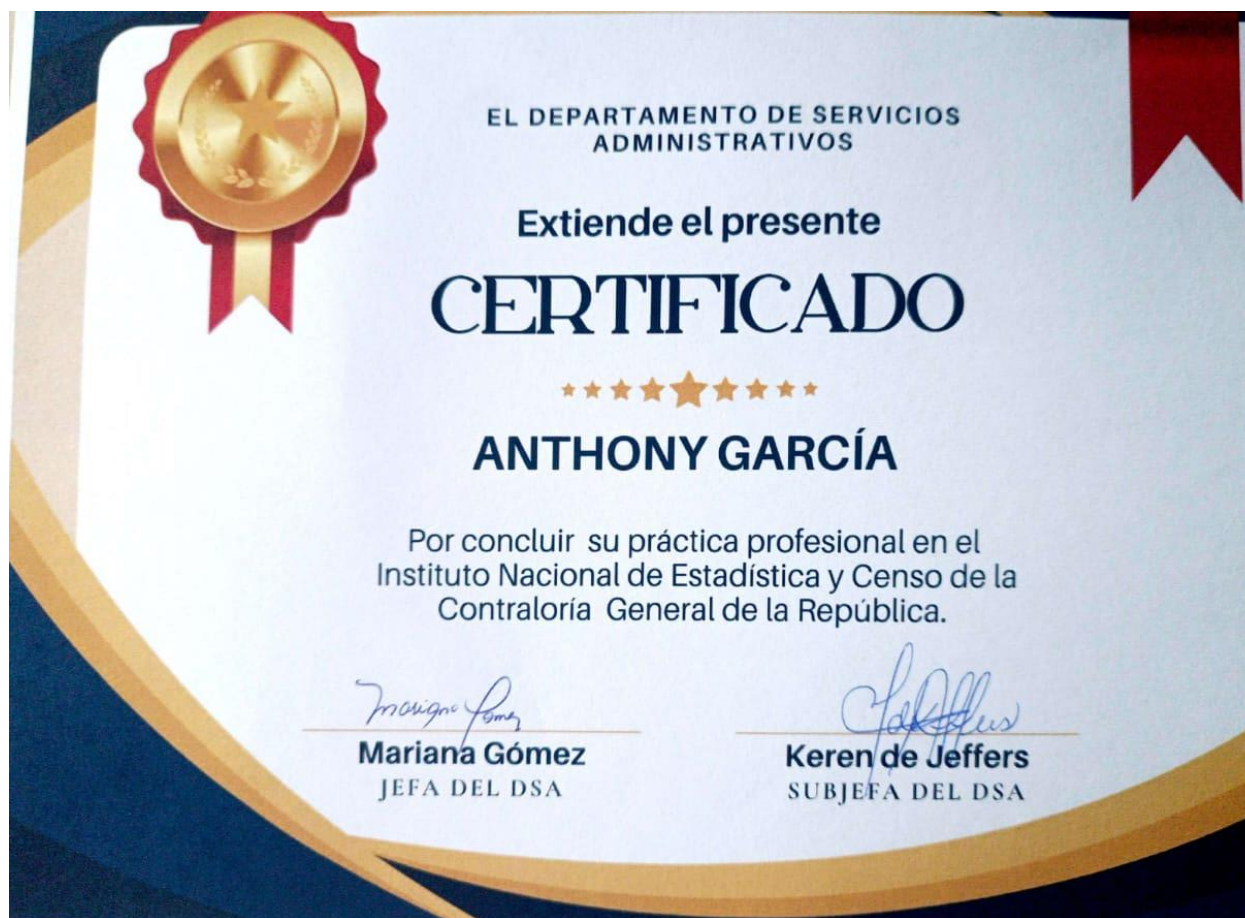 EL DEPARTAMENTO DE SERVICIOS
ADMINISTRATIVOS
Extiende el presente
CERTIFICADO
ANTHONY GARCÍA
Por concluir su práctica profesional en el
Instituto Nacional de Estadística y Censo de la
Contraloría General de la República.
Mariana Gómez
Mariana Gómez
JEFA DEL DSA
Keren de Jeffers
SUBJEFA DEL DSA